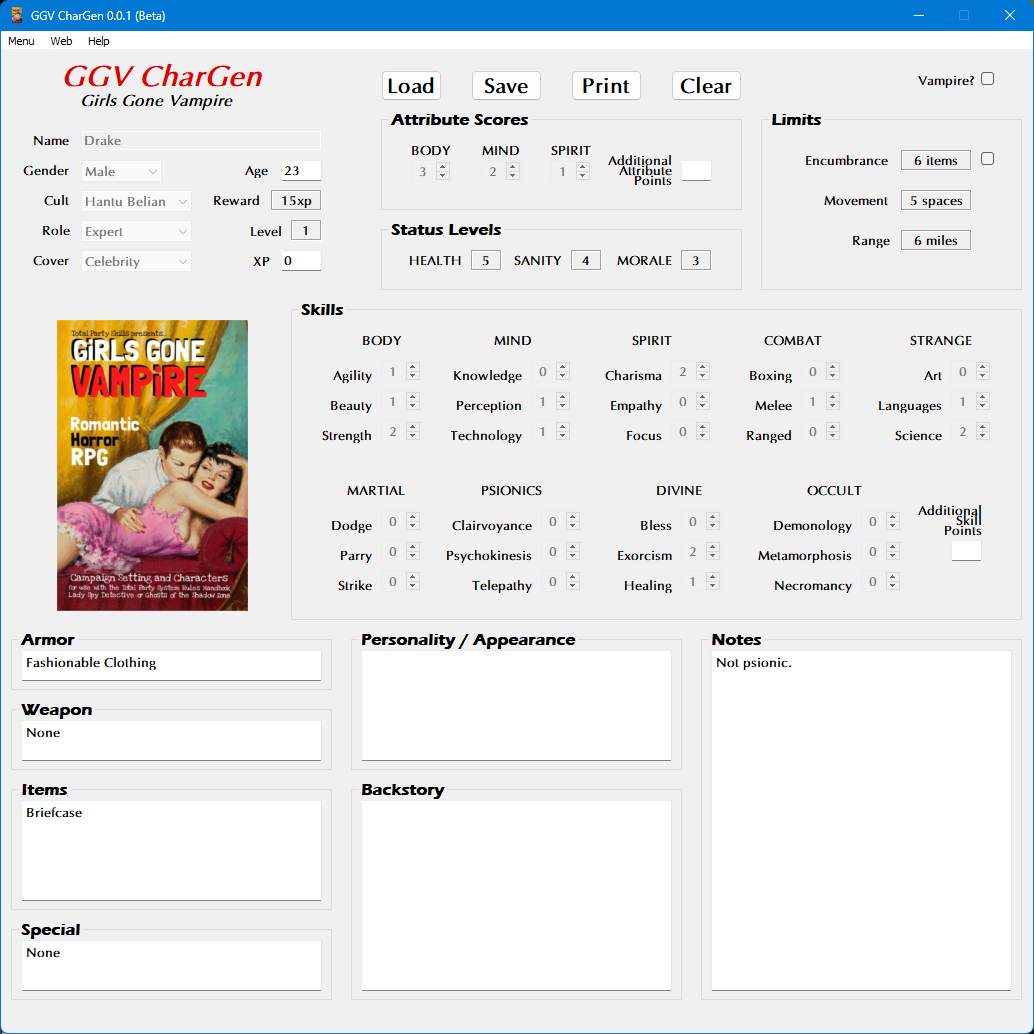 GGV CharGen 0.0.1 (Beta)
Menu Web Help
GGV CharGen
Girls Gone Vampire
Load Save Print Clear
Vampire?
Name Drake
Gender Male Age 23
Cult Hantu Belian Reward 15xp
Role Expert Level 1
Cover Celebrity XP 0
Attribute Scores
BODY MIND SPIRIT
3 2 1
Additional
Attribute
Points
Status Levels
HEALTH 5 SANITY 4 MORALE 3
Limits
Encumbrance 6 items
Movement 5 spaces
Range 6 miles
Total Party Skills presents...
GiRLS GONE
VAMPiRE
Romantic
Horror
RPG
Campaign Setting and Characters
for use with the Total Party System Rules Handbook
Lady Spy Detective or Ghosts of the Shadow Zone
Skills
BODY MIND SPIRIT COMBAT STRANGE
Agility 1 Knowledge 0 Charisma 2 Boxing 0 Art 0
Beauty 1 Perception 1 Empathy 0 Melee 1 Languages 1
Strength 2 Technology 1 Focus 0 Ranged 0 Science 2
MARTIAL PSIONICS DIVINE OCCULT
Dodge 0 Clairvoyance 0 Bless 0 Demonology 0
Parry 0 Psychokinesis 0 Exorcism 2 Metamorphosis 0
Strike 0 Telepathy 0 Healing 1 Necromancy 0
Additional
Skill
Points
Armor
Fashionable Clothing
Weapon
None
Items
Briefcase
Special
None
Personality / Appearance
Backstory
Notes
Not psionic.